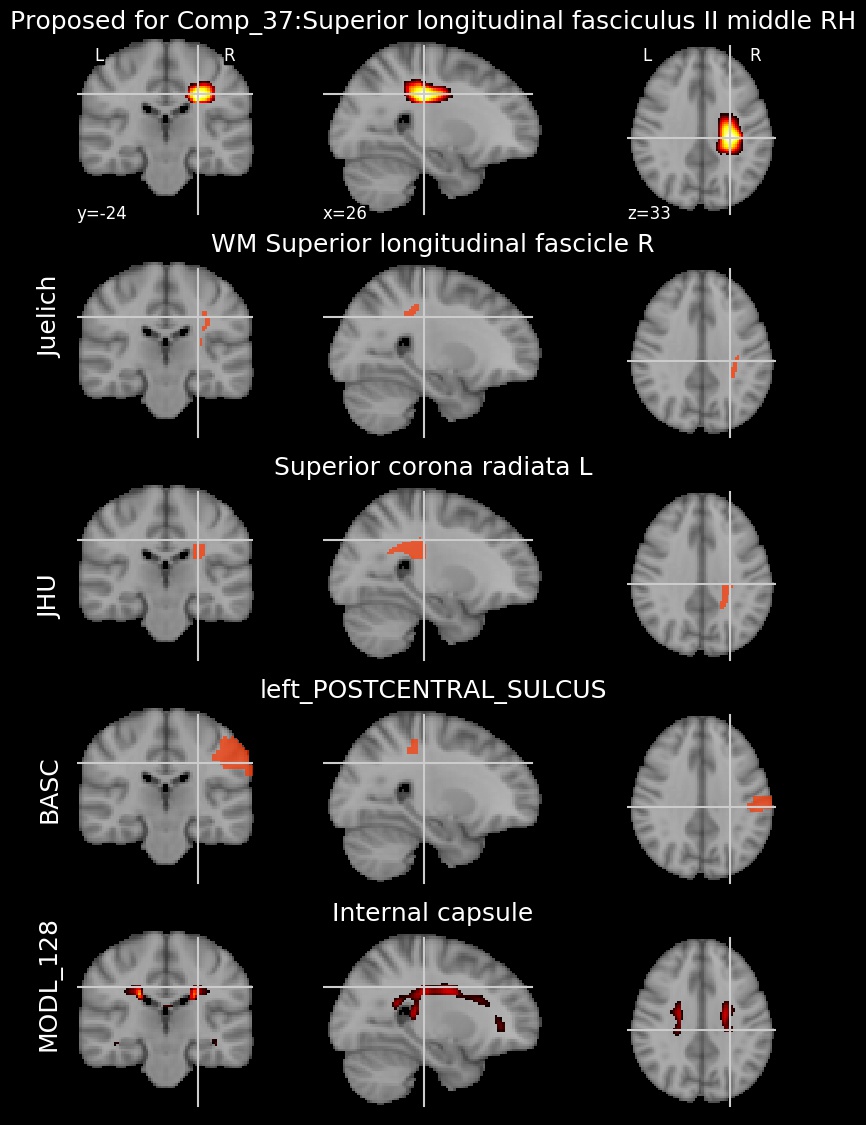 Proposed for Comp_37:Superior longitudinal fasciculus II middle RH
L R L R
y=-24 x=26 z=33
WM Superior longitudinal fascicle R
Juelich
Superior corona radiata L
JHU
left_POSTCENTRAL_SULCUS
BASC
Internal capsule
MODL_128